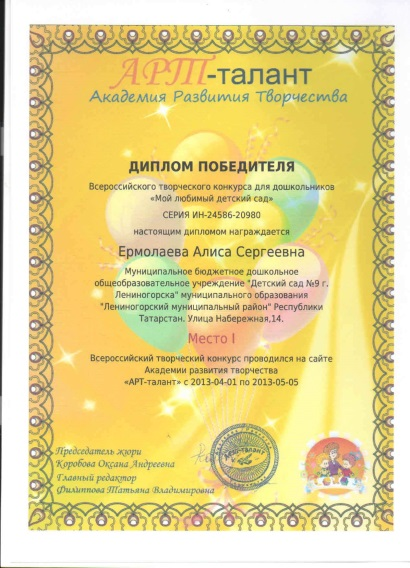 АРТ-талант
Академия Развития Творчества
ДИПЛОМ ПОБЕДИТЕЛЯ
Всероссийского творческого конкурса для дошкольников
«Мой любимый детский сад»
СЕРИЯ ИН-24586-20980
настоящим дипломом награждается
Ермолаева Алиса Сергеевна
Муниципальное бюджетное дошкольное
общеобразовательное учреждение "Детский сад №9 г.
Лениногорска" муниципального образования
"Лениногорский муниципальный район" Республики
Татарстан. Улица Набережная,14.
Место I
Всероссийский творческий конкурс проводился на сайте
Академии развития творчества
«АРТ-талант» с 2013-04-01 по 2013-05-05
Председатель жюри
Коробова Оксана Андреевна
Главный редактор
Филиппова Татьяна Владимировна
АРТ-талант